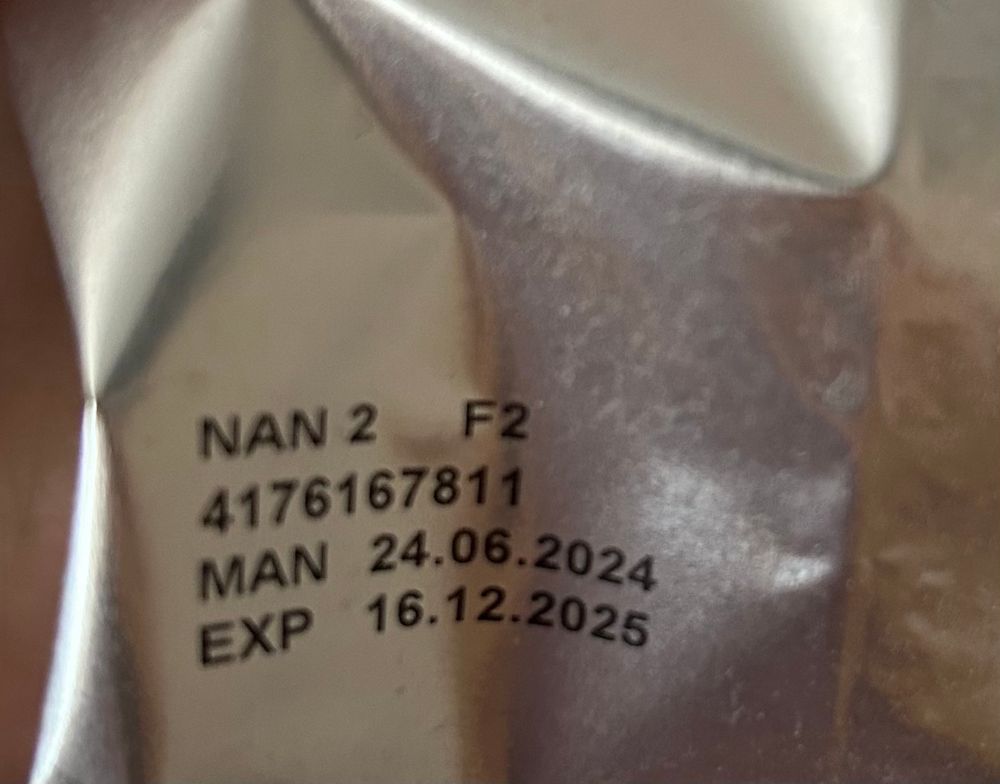 NAN 2 F2
4176167811
MAN 24.06.2024
EXP 16.12.2025